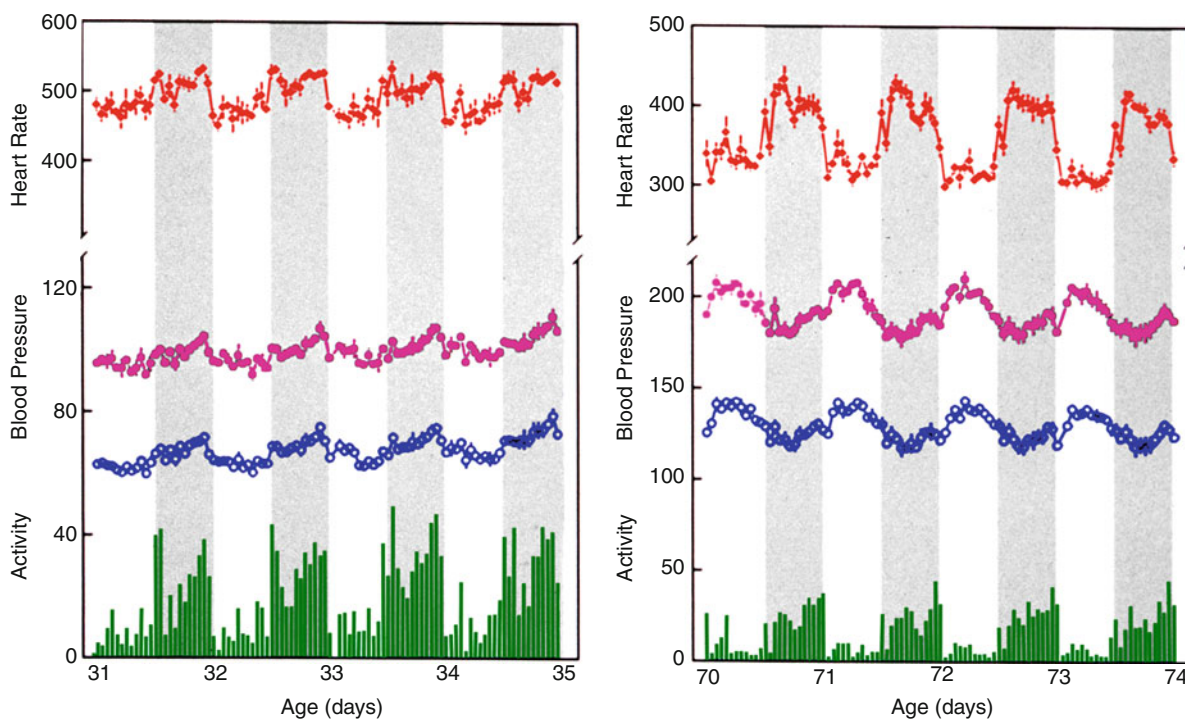 600
500
400
Heart Rate
120
80
40
0
Blood Pressure
Activity
31 32 33 34 35
Age (days)
500
400
300
Heart Rate
200
150
100
50
0
Blood Pressure
Activity
70 71 72 73 74
Age (days)